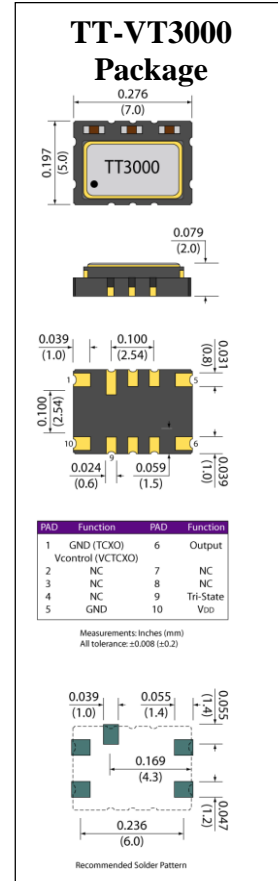 TT-VT3000
Package
0.276
(7.0)
0.197
(5.0)
TT3000
0.079
(2.0)
0.039
(1.0)
0.100
(2.54)
0.031
(0.8)
1
5
0.100
(2.54)
10
6
9
0.024
(0.6)
0.059
(1.5)
0.039
(1.0)
PAD Function PAD Function
1 GND (TCXO) 6 Output
Vcontrol (VCTCXO)
2 NC 7 NC
3 NC 8 NC
4 NC 9 Tri-State
5 GND 10 VDD
Measurements: Inches (mm)
All tolerance: ±0.008 (±0.2)
0.039
(1.0)
0.055
(1.4)
0.055
(1.4)
0.169
(4.3)
0.047
(1.2)
0.236
(6.0)
Recommended Solder Pattern